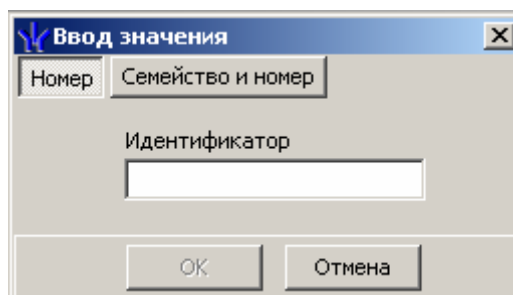 Ввод значения
Номер Семейство и номер
Идентификатор
OK Отмена